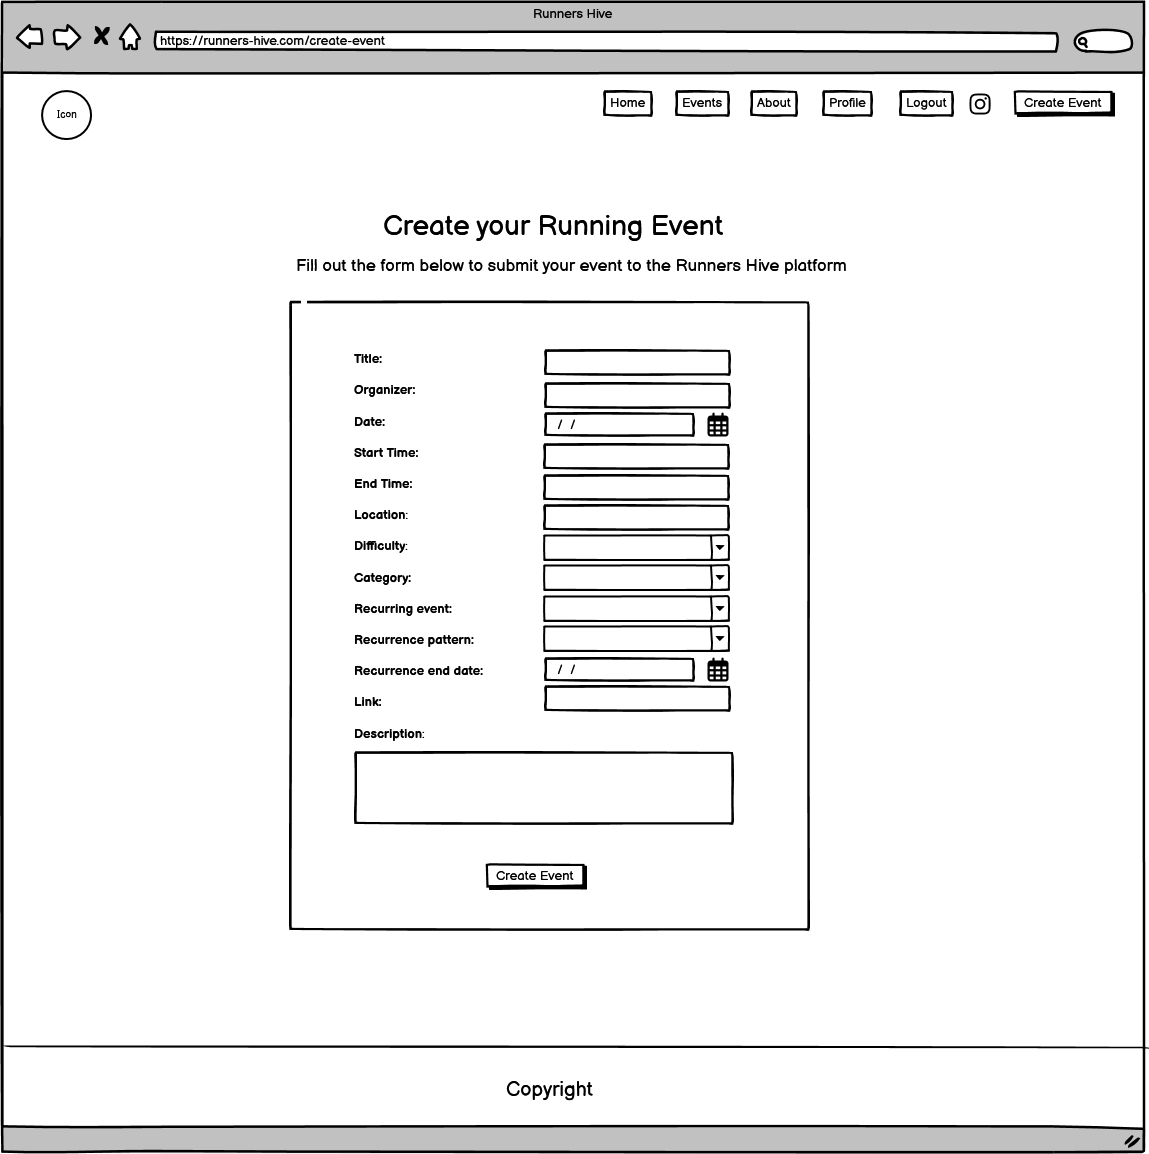 Runners Hive
https://runners-hive.com/create-event
Icon
Home Events About Profile Logout Create Event
Create your Running Event
Fill out the form below to submit your event to the Runners Hive platform
Title:
Organizer:
Date: / /
Start Time:
End Time:
Location:
Difficulty:
Category:
Recurring event:
Recurrence pattern:
Recurrence end date: / /
Link:
Description:
Create Event
Copyright